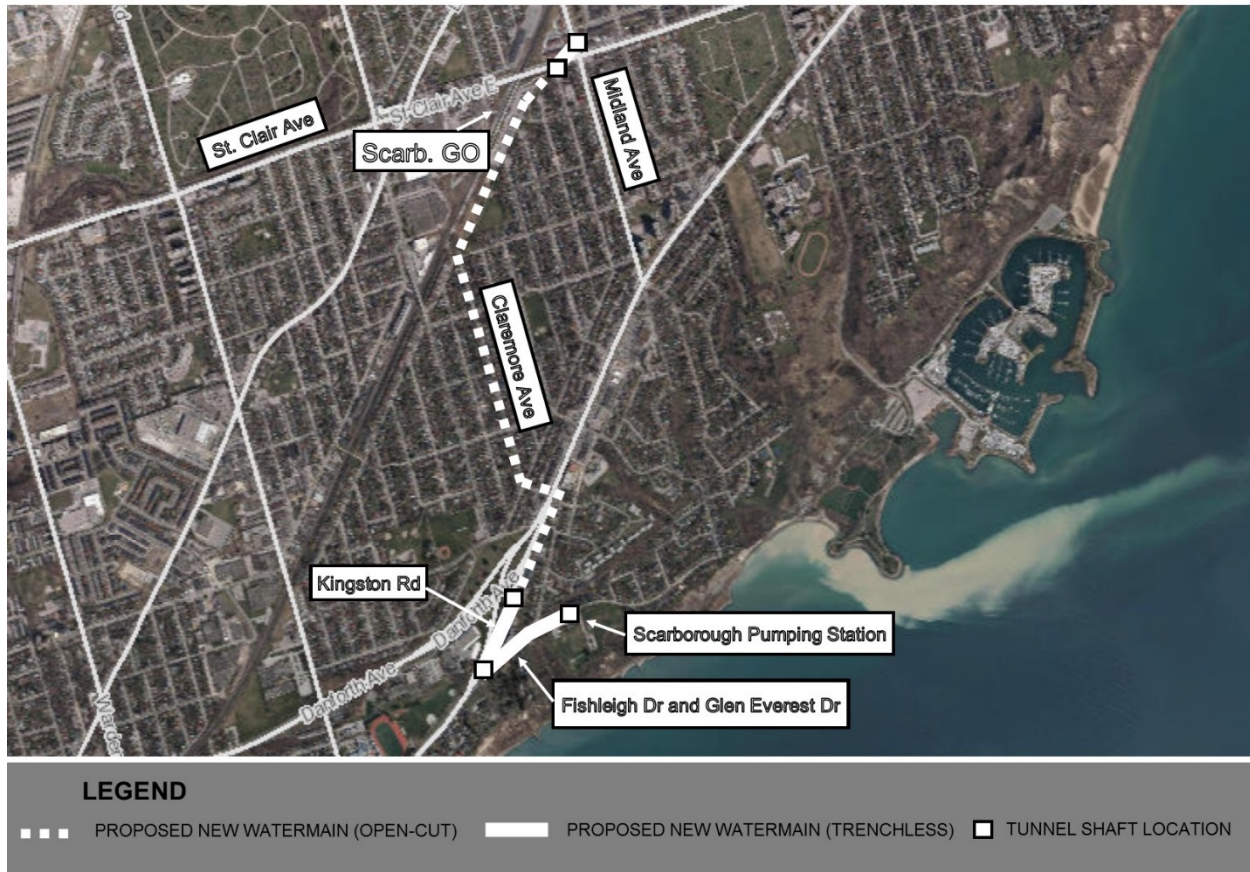 St. Clair Ave
St. Clair Ave E
Scarb. GO
Midland Ave
Claremore Ave
Kingston Rd
Danforth Ave
Danforth Ave
Warden
Scarborough Pumping Station
Fishleigh Dr and Glen Everest Dr
LEGEND
PROPOSED NEW WATERMAIN (OPEN-CUT)
PROPOSED NEW WATERMAIN (TRENCHLESS)
TUNNEL SHAFT LOCATION